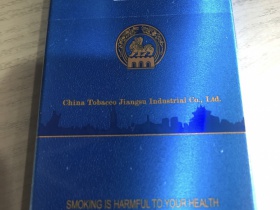 China Tobacco Jiangsu Industrial Co., Ltd.
SMOKING IS HARMFUL TO YOUR HEALTH